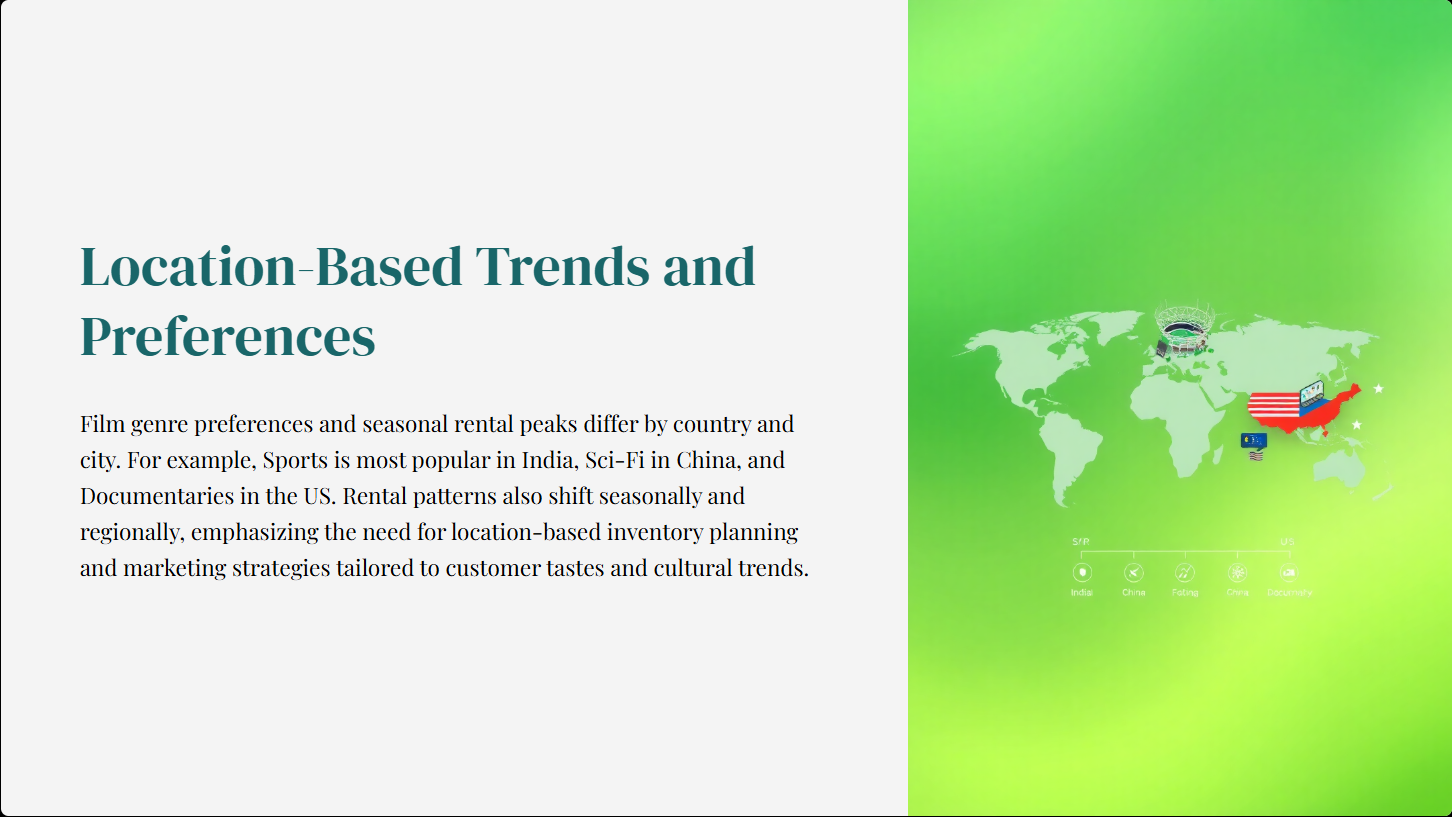 Location-Based Trends and
Preferences
Film genre preferences and seasonal rental peaks differ by country and
city. For example, Sports is most popular in India, Sci-Fi in China, and
Documentaries in the US. Rental patterns also shift seasonally and
regionally, emphasizing the need for location-based inventory planning
and marketing strategies tailored to customer tastes and cultural trends.
US
India China